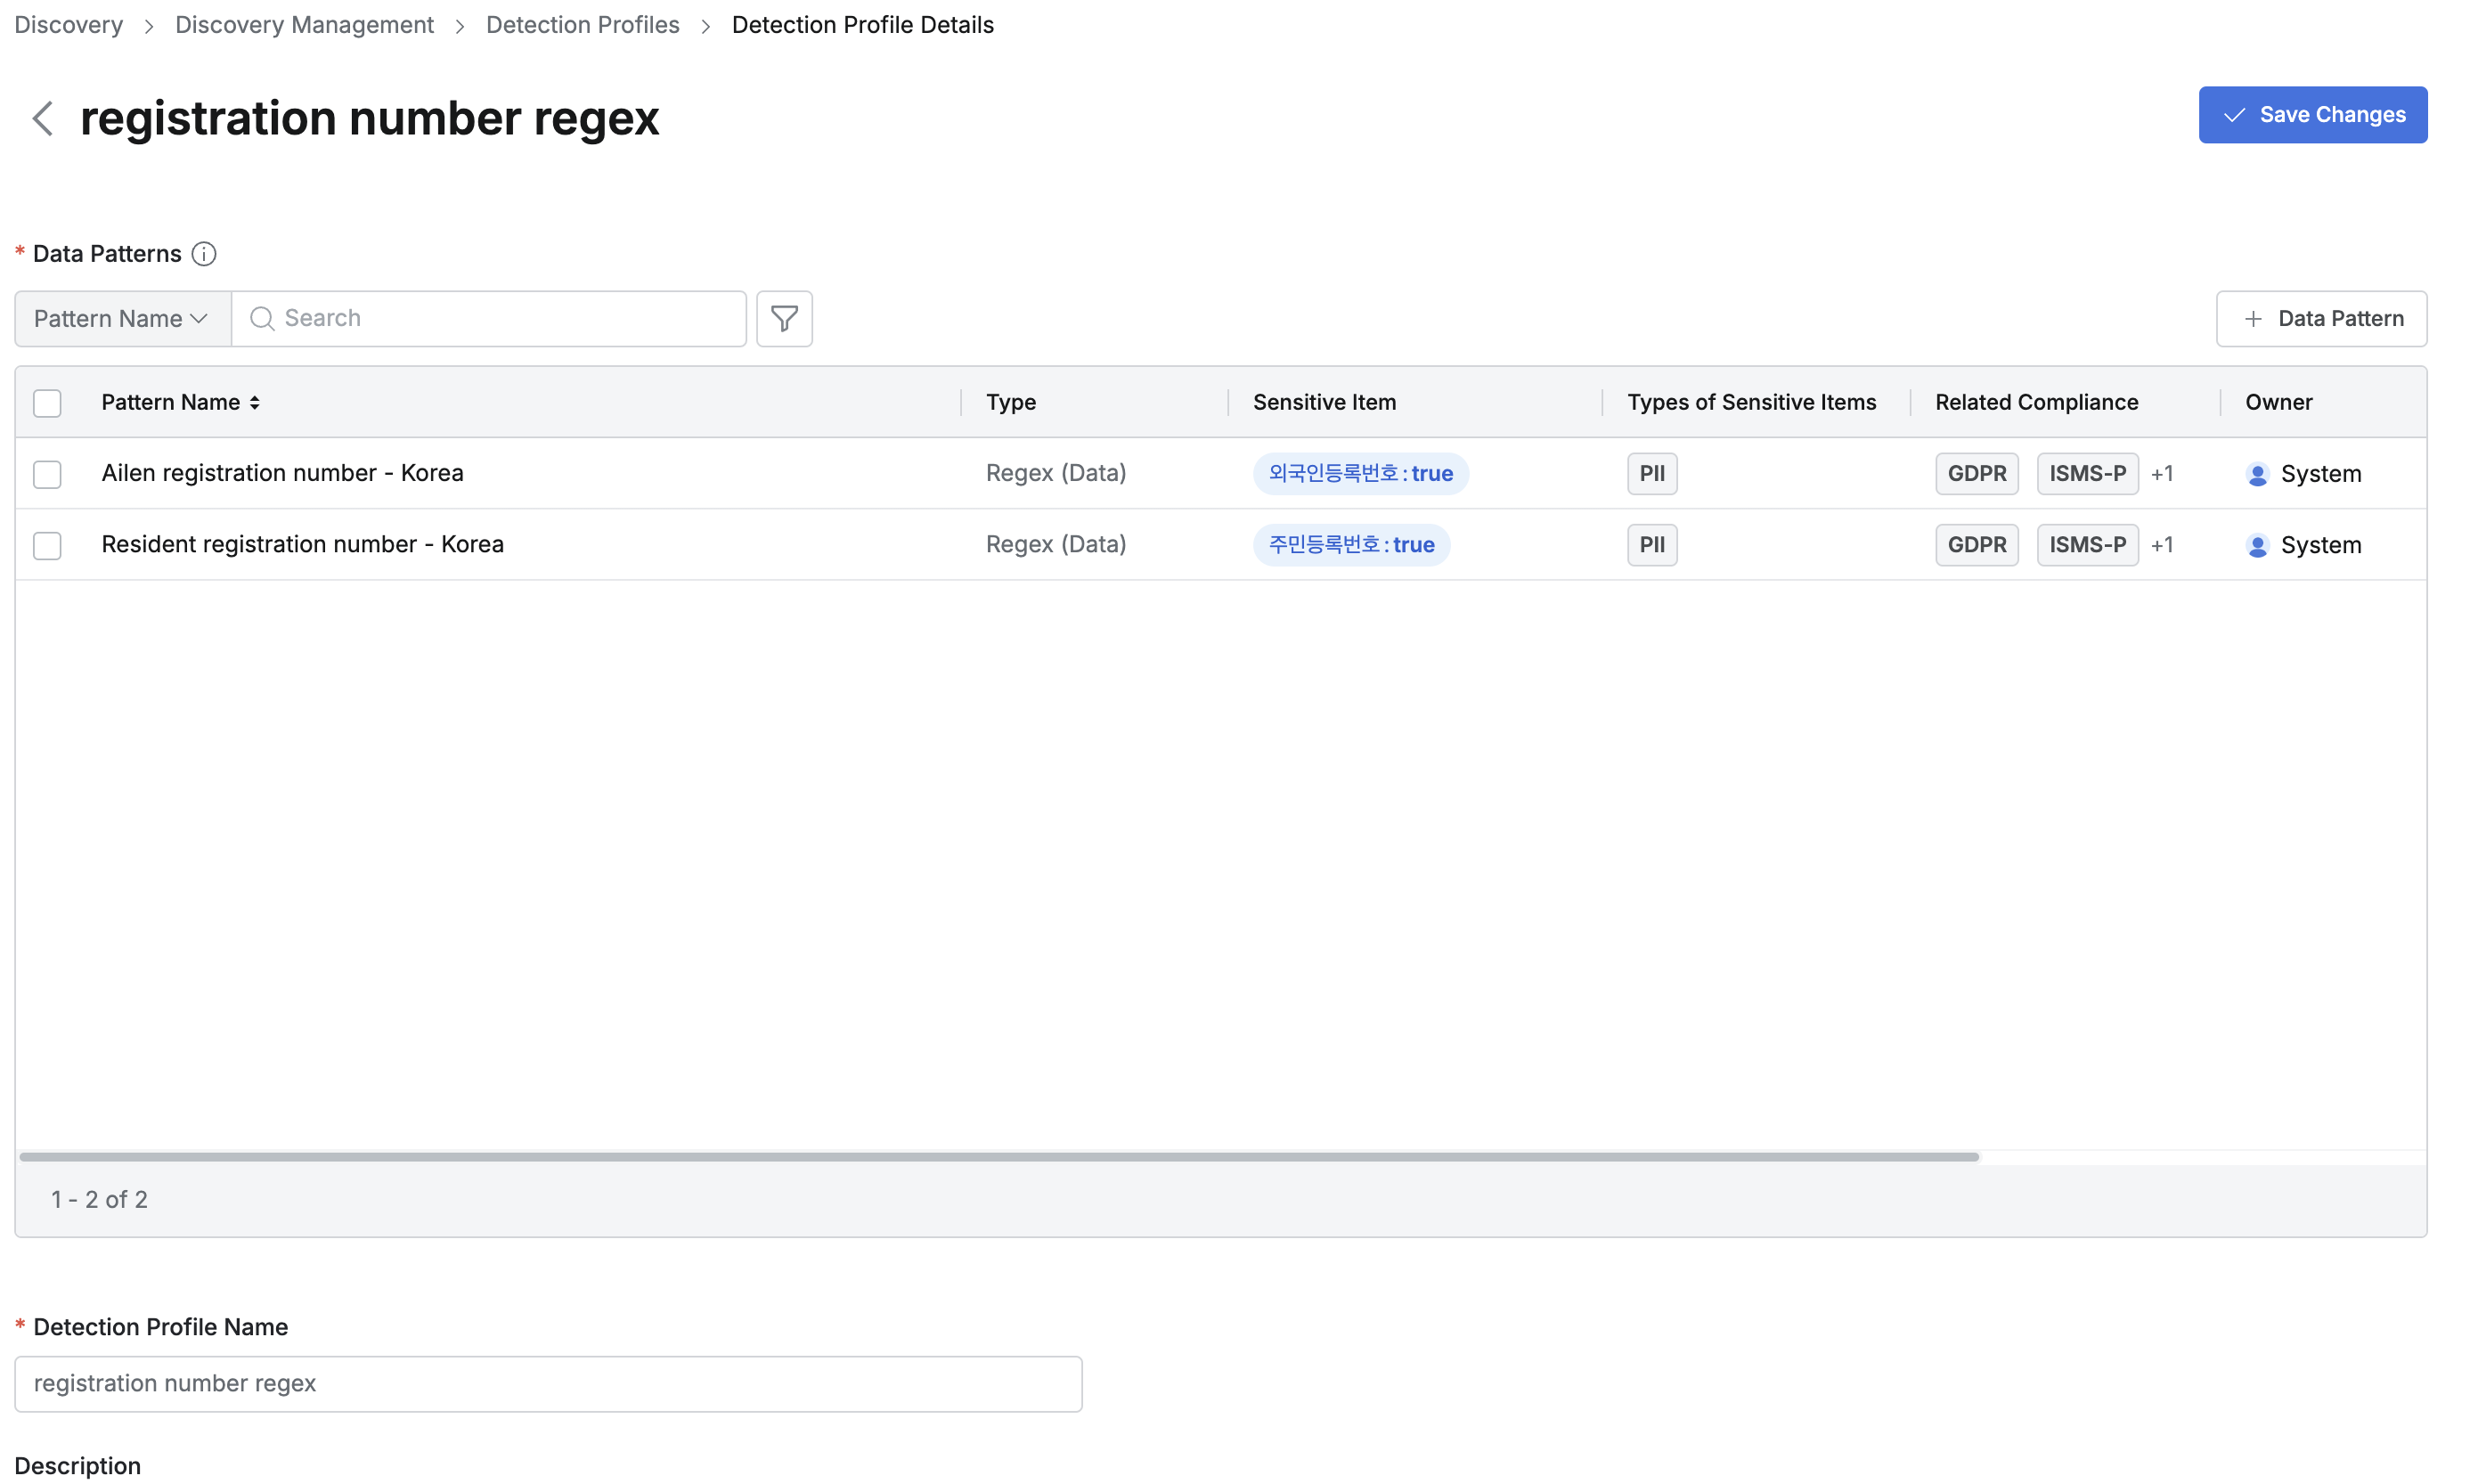 Discovery > Discovery Management > Detection Profiles > Detection Profile Details
registration number regex
Save Changes
* Data Patterns
Pattern Name
Search
+ Data Pattern
Pattern Name Type Sensitive Item Types of Sensitive Items Related Compliance Owner
Ailen registration number - Korea Regex (Data) 외국인등록번호 : true PII GDPR ISMS-P +1 System
Resident registration number - Korea Regex (Data) 주민등록번호 : true PII GDPR ISMS-P +1 System
1 - 2 of 2
* Detection Profile Name
registration number regex
Description